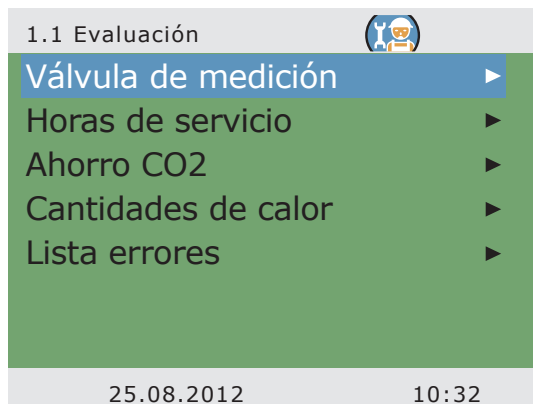 1.1 Evaluación
Válvula de medición
Horas de servicio
Ahorro CO2
Cantidades de calor
Lista errores
25.08.2012 10:32